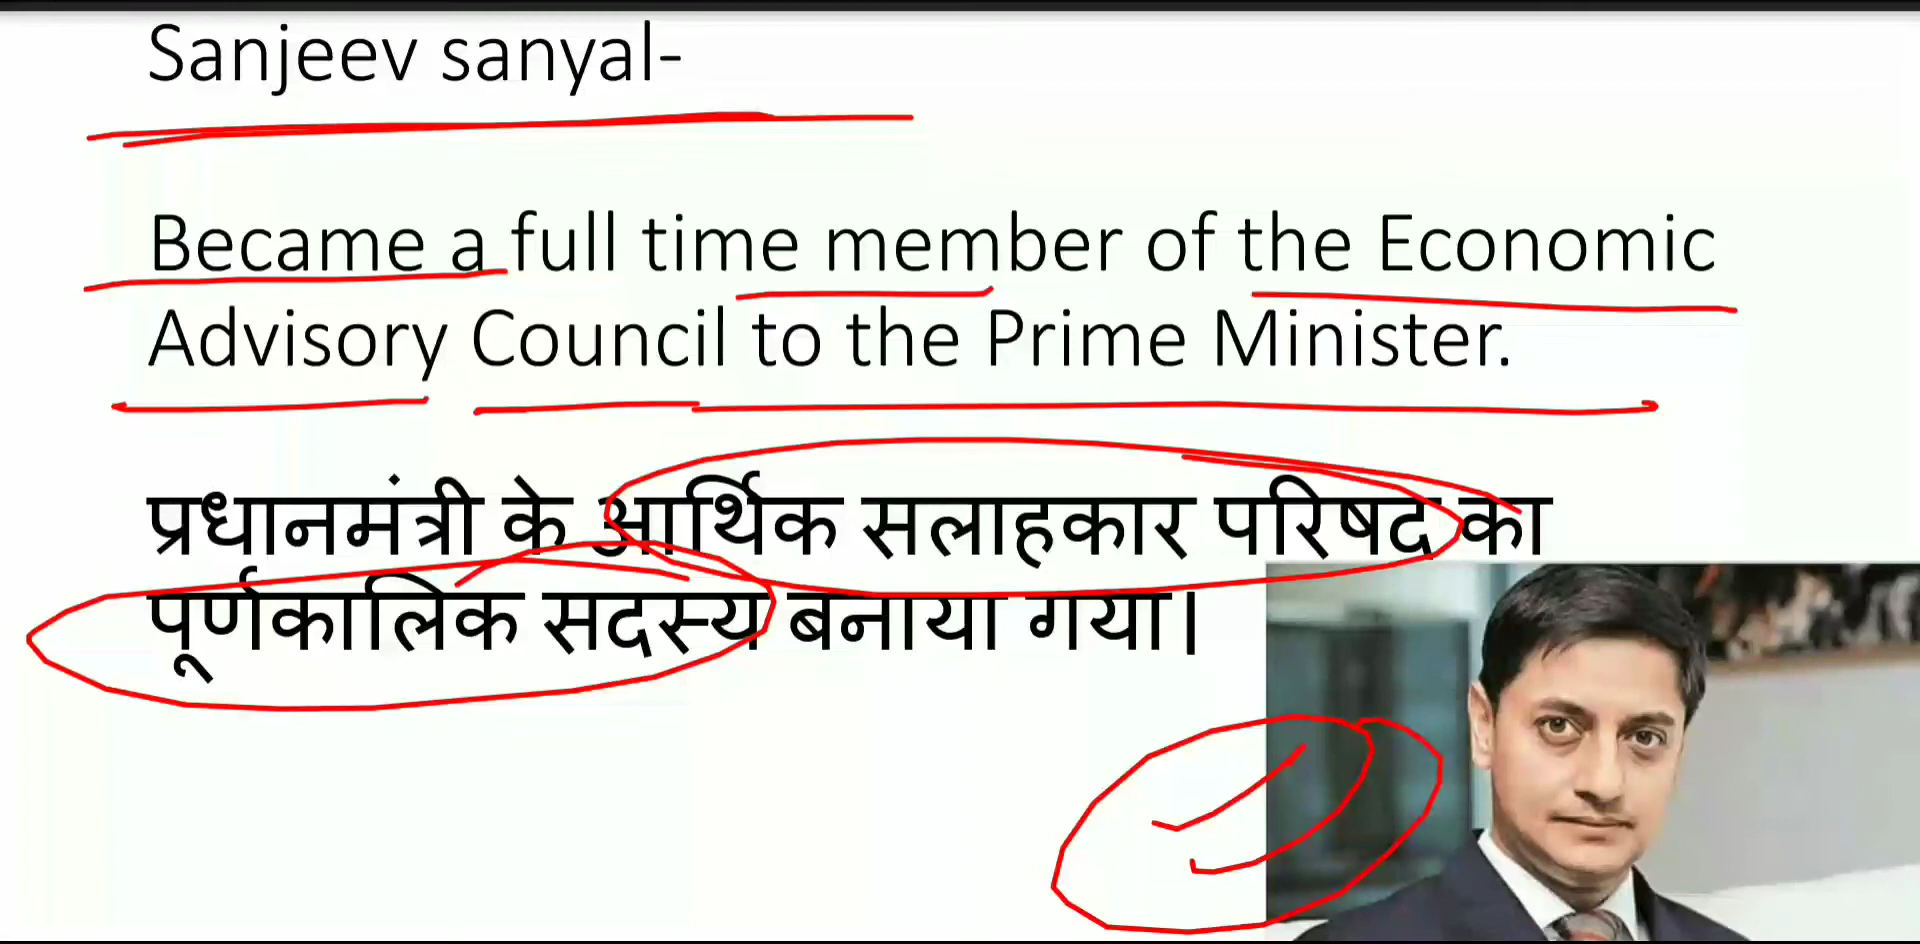 Sanjeev sanyal-
Became a full time member of the Economic
Advisory Council to the Prime Minister.
प्रधानमंत्री के आर्थिक सलाहकार परिषद का
पूर्णकालिक सदस्य बनाया गया।